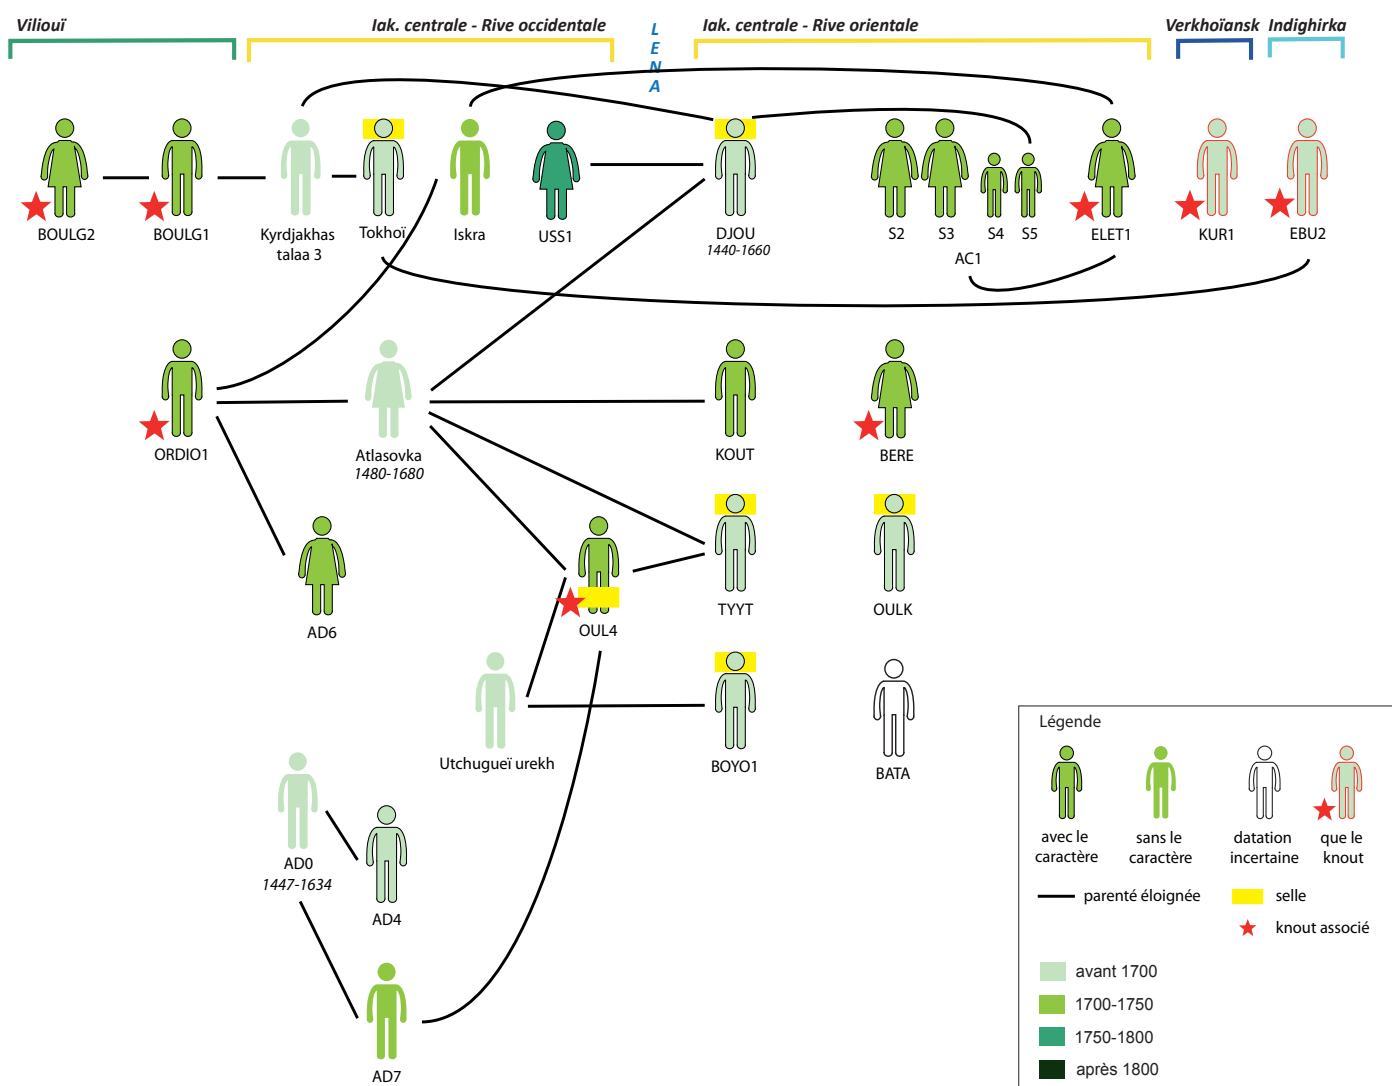 Viliouï
Iak. centrale - Rive occidentale
L
E
N
A
Iak. centrale - Rive orientale
Verkhoïansk
Indighirka
BOULG2
BOULG1
Kyrdjakhas
talaa 3
Tokhoï
Iskra
USS1
DJOU
1440-1660
S2
S3
S4
S5
AC1
ELET1
KUR1
EBU2
ORDIO1
Atlasovka
1480-1680
KOUT
BERE
AD6
OUL4
TYYT
OULK
Utchugueï urekh
BOYO1
BATA
AD0
1447-1634
AD4
AD7
Légende
avec le
caractère
sans le
caractère
datation
incertaine
que le
knout
parenté éloignée
selle
knout associé
avant 1700
1700-1750
1750-1800
après 1800